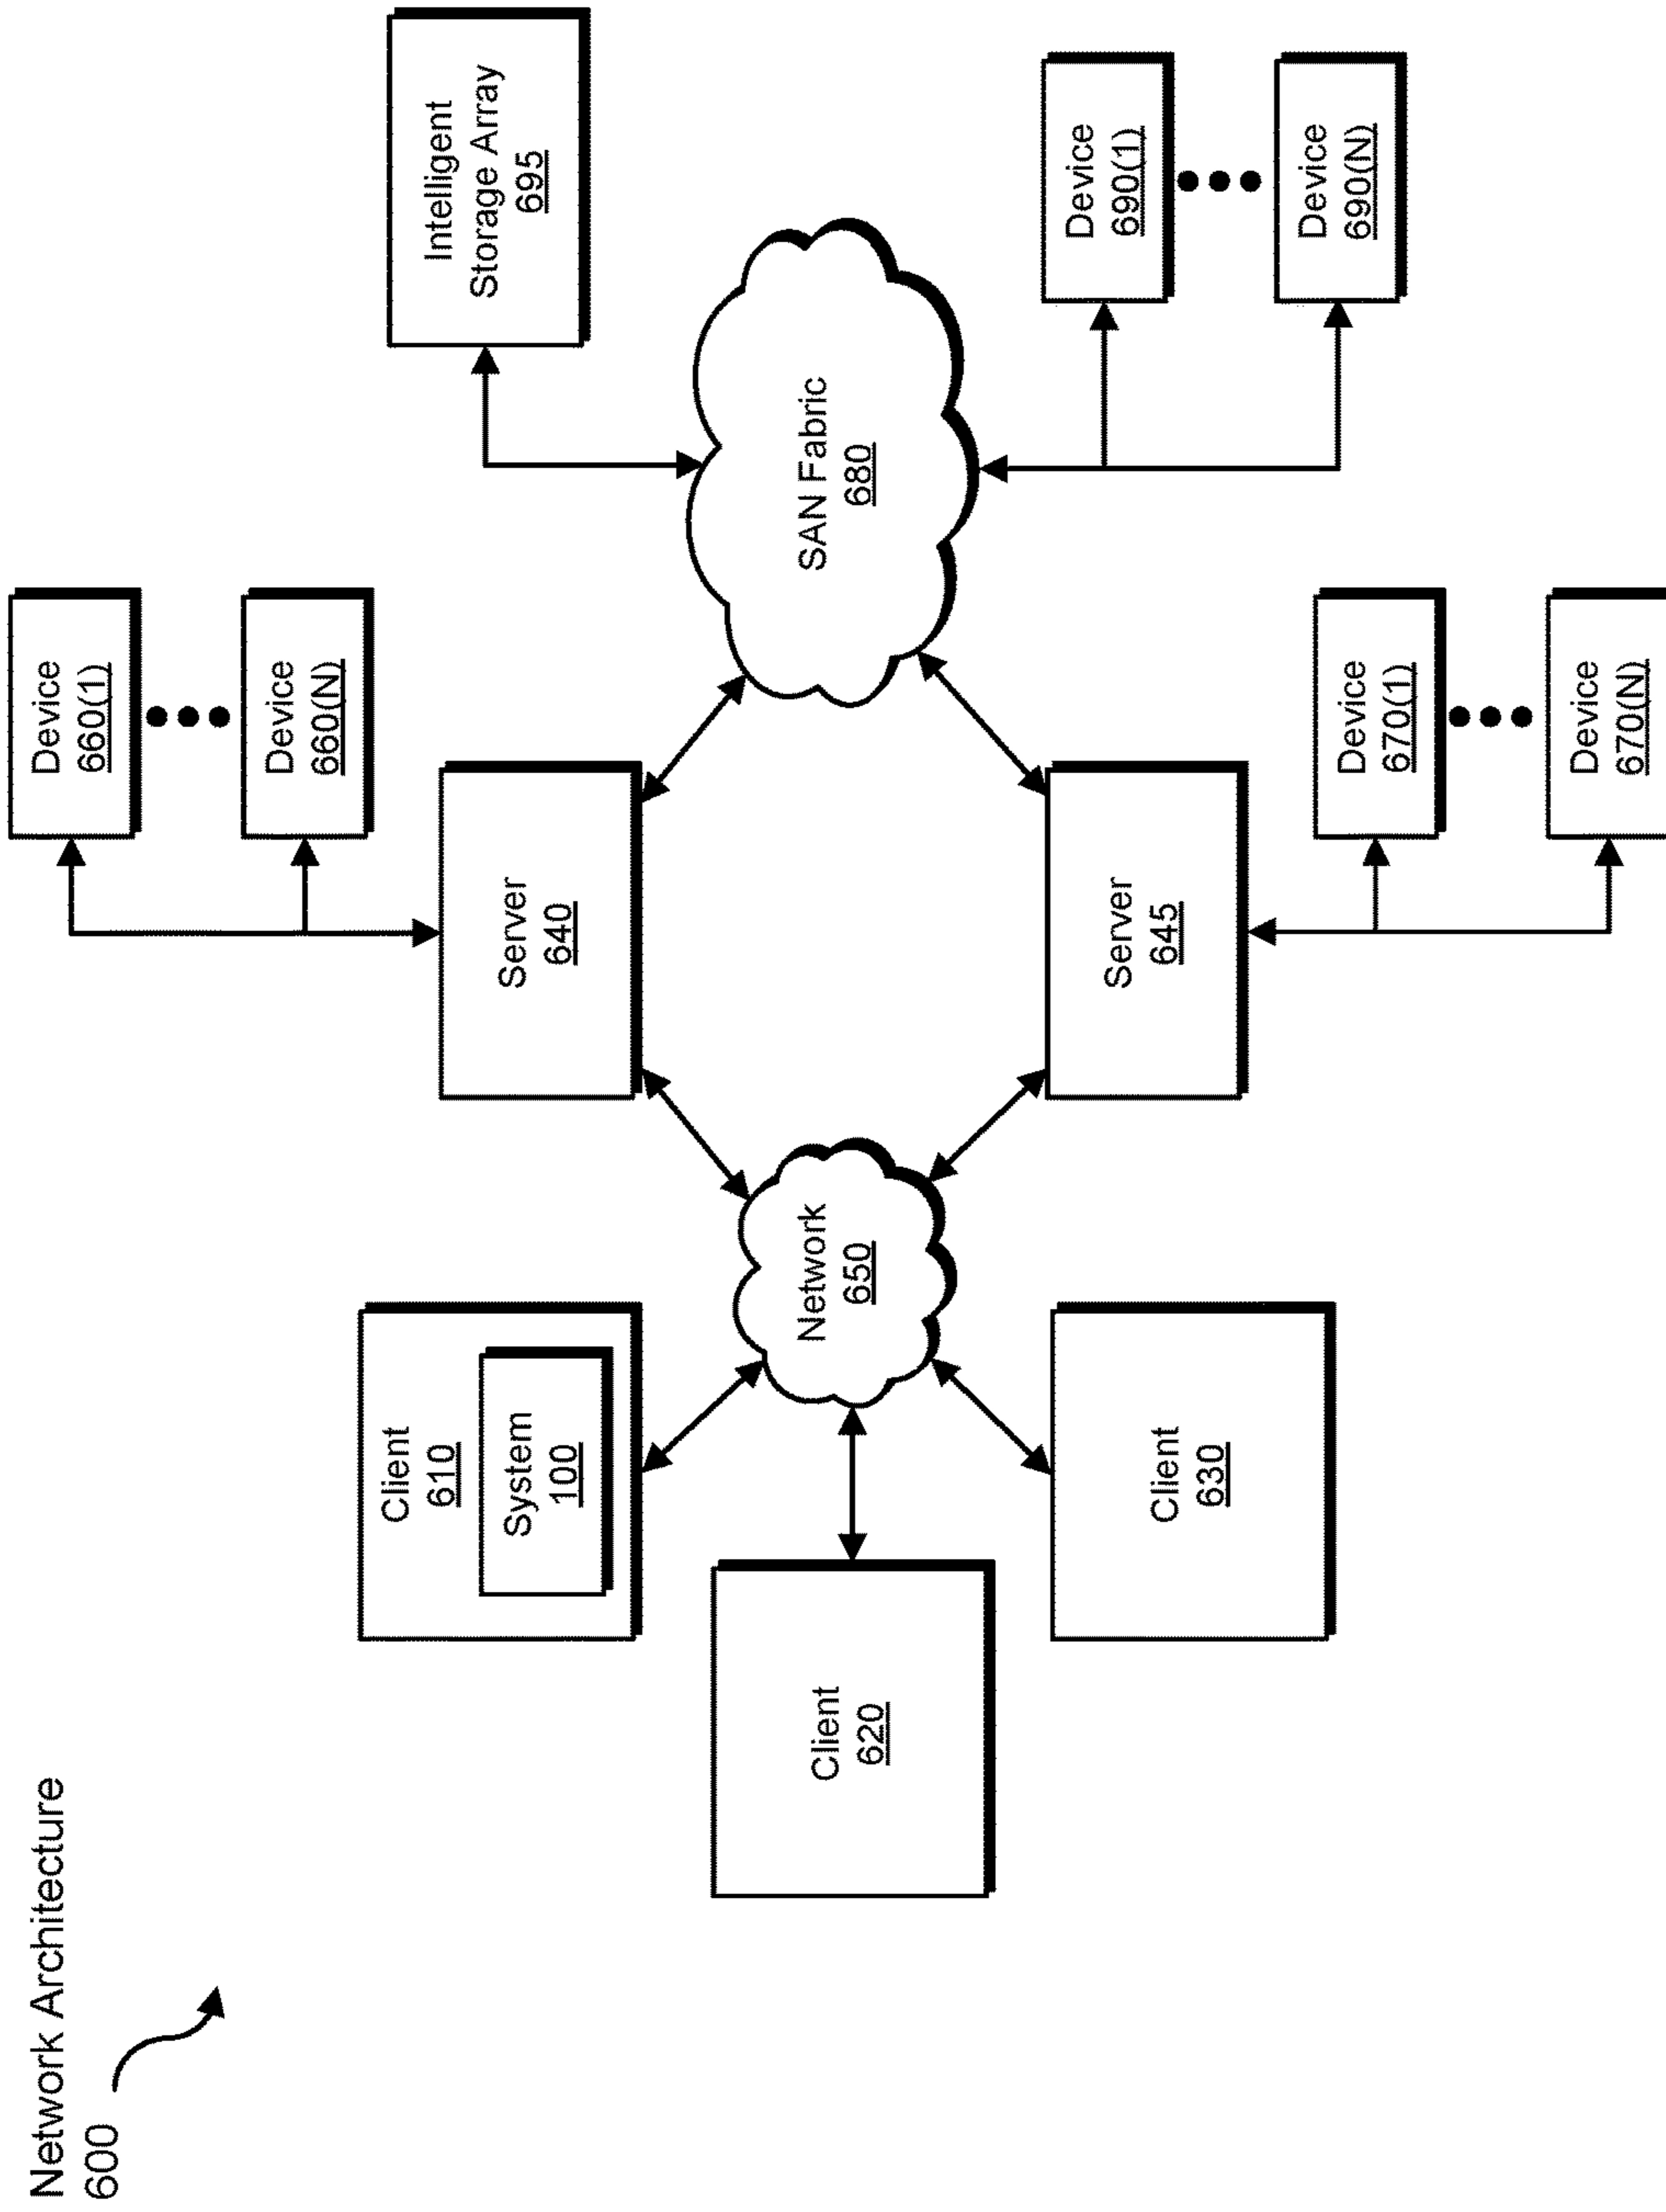 Network Architecture
600
Client
610
System
100
Client
620
Client
630
Network
650
Server
640
Server
645
Device
660(1)
Device
660(N)
Device
670(1)
Device
670(N)
SAN Fabric
680
Intelligent
Storage Array
695
Device
690(1)
Device
690(N)